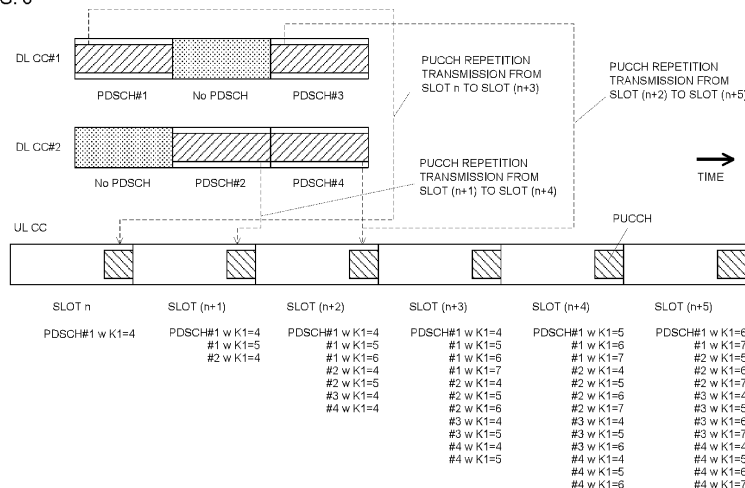 DL CC#1
PDSCH#1
No PDSCH
PDSCH#3
PUCCH REPETITION
TRANSMISSION FROM
SLOT n TO SLOT (n+3)
PUCCH REPETITION
TRANSMISSION FROM
SLOT (n+2) TO SLOT (n+5)
DL CC#2
No PDSCH
PDSCH#2
PDSCH#4
PUCCH REPETITION
TRANSMISSION FROM
SLOT (n+1) TO SLOT (n+4)
TIME
UL CC
PUCCH
SLOT n
PDSCH#1 w K1=4
SLOT (n+1)
PDSCH#1 w K1=4
#1 w K1=5
#2 w K1=4
SLOT (n+2)
PDSCH#1 w K1=4
#1 w K1=5
#1 w K1=6
#2 w K1=4
#2 w K1=5
#3 w K1=4
#4 w K1=4
SLOT (n+3)
PDSCH#1 w K1=4
#1 w K1=5
#1 w K1=6
#1 w K1=7
#2 w K1=4
#2 w K1=5
#2 w K1=6
#3 w K1=4
#3 w K1=5
#4 w K1=4
#4 w K1=5
SLOT (n+4)
PDSCH#1 w K1=5
#1 w K1=6
#1 w K1=7
#2 w K1=4
#2 w K1=5
#2 w K1=6
#2 w K1=7
#3 w K1=4
#3 w K1=5
#3 w K1=6
#4 w K1=4
#4 w K1=5
#4 w K1=6
SLOT (n+5)
PDSCH#1 w K1=6
#1 w K1=7
#2 w K1=5
#2 w K1=6
#2 w K1=7
#3 w K1=4
#3 w K1=5
#3 w K1=6
#3 w K1=7
#4 w K1=4
#4 w K1=5
#4 w K1=6
#4 w K1=7